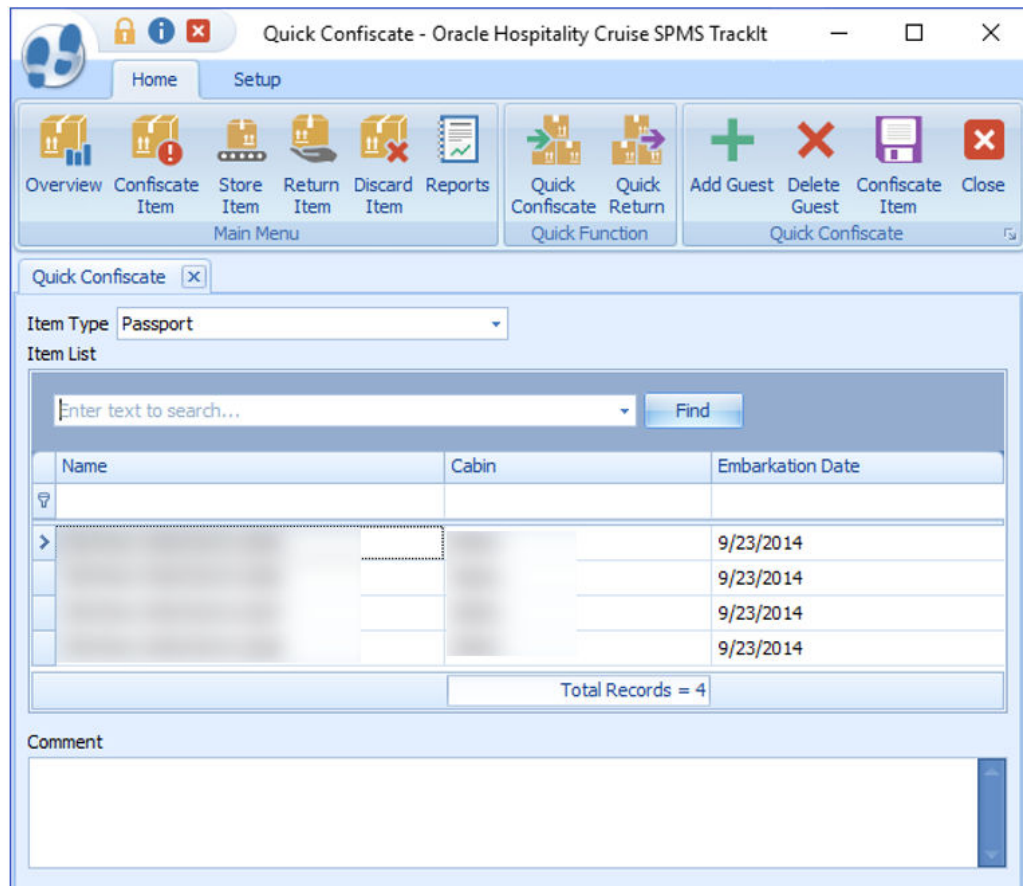 Quick Confiscate - Oracle Hospitality Cruise SPMS TrackIt
Home Setup
Overview Confiscate Item Store Item Return Item Discard Item Reports Quick Confiscate Quick Return Add Guest Delete Guest Confiscate Item Close
Main Menu Quick Function Quick Confiscate
Quick Confiscate
Item Type Passport
Item List
Enter text to search... Find
Name Cabin Embarkation Date
9/23/2014
9/23/2014
9/23/2014
9/23/2014
Total Records = 4
Comment